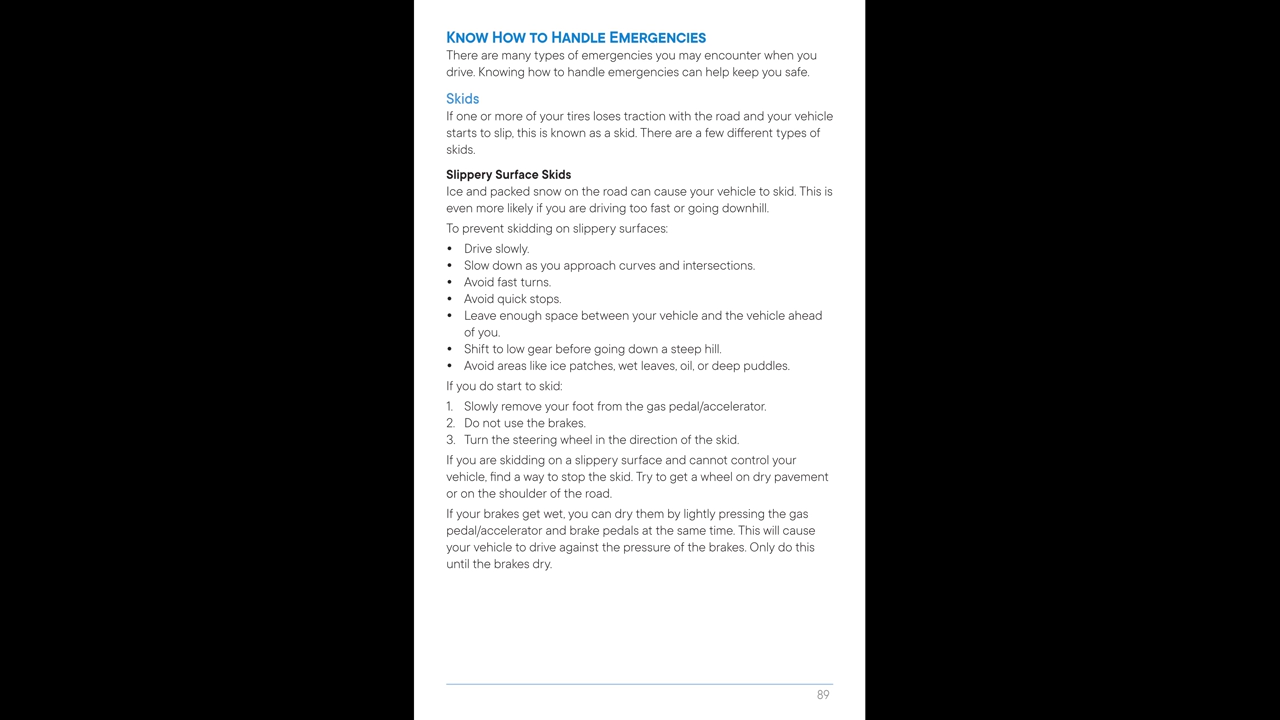 KNOW HOW TO HANDLE EMERGENCIES
There are many types of emergencies you may encounter when you
drive. Knowing how to handle emergencies can help keep you safe.
Skids
If one or more of your tires loses traction with the road and your vehicle
starts to slip, this is known as a skid. There are a few different types of
skids.
Slippery Surface Skids
Ice and packed snow on the road can cause your vehicle to skid. This is
even more likely if you are driving too fast or going downhill.
To prevent skidding on slippery surfaces:
• Drive slowly.
• Slow down as you approach curves and intersections.
• Avoid fast turns.
• Avoid quick stops.
• Leave enough space between your vehicle and the vehicle ahead
of you.
• Shift to low gear before going down a steep hill.
• Avoid areas like ice patches, wet leaves, oil, or deep puddles.
If you do start to skid:
1. Slowly remove your foot from the gas pedal/accelerator.
2. Do not use the brakes.
3. Turn the steering wheel in the direction of the skid.
If you are skidding on a slippery surface and cannot control your
vehicle, find a way to stop the skid. Try to get a wheel on dry pavement
or on the shoulder of the road.
If your brakes get wet, you can dry them by lightly pressing the gas
pedal/accelerator and brake pedals at the same time. This will cause
your vehicle to drive against the pressure of the brakes. Only do this
until the brakes dry.
89